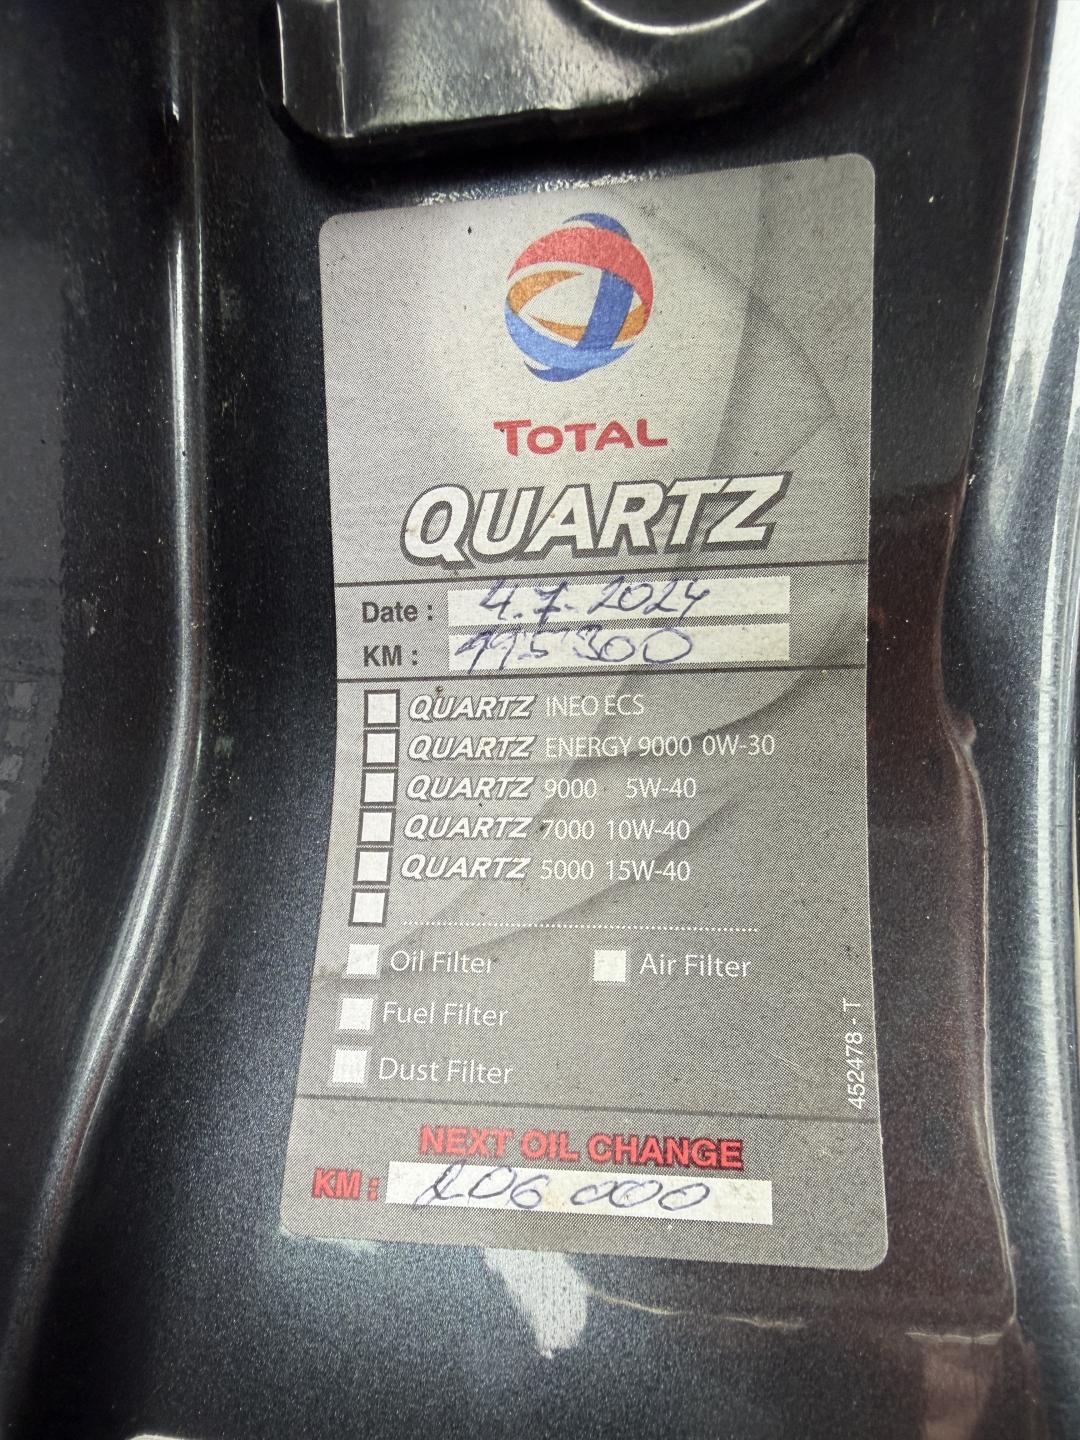 TOTAL
QUARTZ
Date : 4.7.2024
KM : 195300
QUARTZ INEO ECS
QUARTZ ENERGY 9000 0W-30
QUARTZ 9000 5W-40
QUARTZ 7000 10W-40
QUARTZ 5000 15W-40
Oil Filter Air Filter
Fuel Filter
Dust Filter
452478 - T
NEXT OIL CHANGE
KM : 206 000